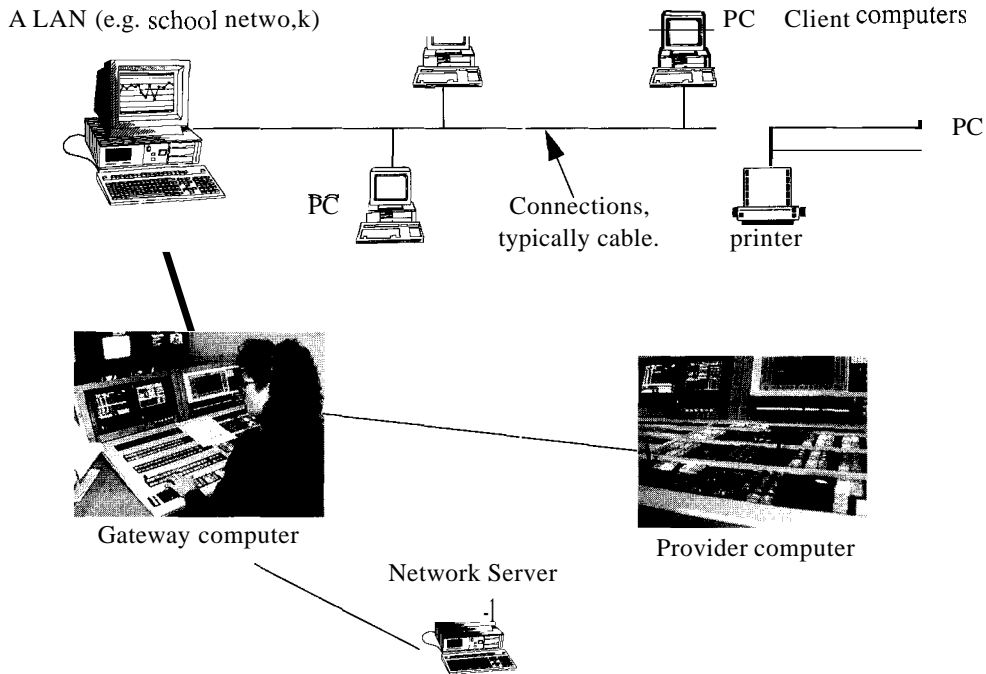 A LAN (e.g. school netwo,k)
PC Client computers
PC
PC
Connections,
typically cable.
printer
Gateway computer
Provider computer
Network Server